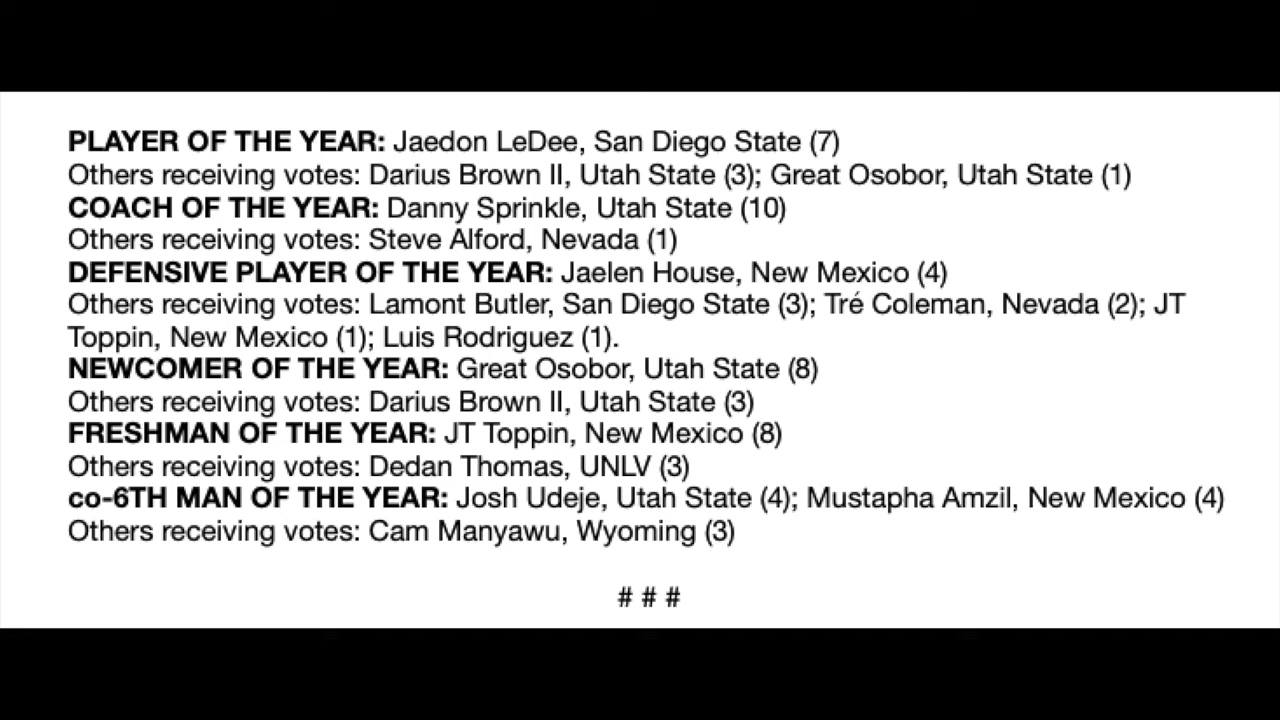 PLAYER OF THE YEAR: Jaedon LeDee, San Diego State (7)
Others receiving votes: Darius Brown II, Utah State (3); Great Osobor, Utah State (1)
COACH OF THE YEAR: Danny Sprinkle, Utah State (10)
Others receiving votes: Steve Alford, Nevada (1)
DEFENSIVE PLAYER OF THE YEAR: Jaelen House, New Mexico (4)
Others receiving votes: Lamont Butler, San Diego State (3); Tré Coleman, Nevada (2); JT
Toppin, New Mexico (1); Luis Rodriguez (1).
NEWCOMER OF THE YEAR: Great Osobor, Utah State (8)
Others receiving votes: Darius Brown II, Utah State (3)
FRESHMAN OF THE YEAR: JT Toppin, New Mexico (8)
Others receiving votes: Dedan Thomas, UNLV (3)
co-6TH MAN OF THE YEAR: Josh Udeje, Utah State (4); Mustapha Amzil, New Mexico (4)
Others receiving votes: Cam Manyawu, Wyoming (3)
# # #